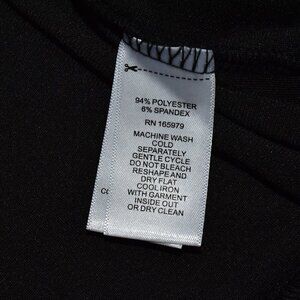 94% POLYESTER
6% SPANDEX
RN 165979
MACHINE WASH
COLD
SEPARATELY
GENTLE CYCLE
DO NOT BLEACH
RESHAPE AND
DRY FLAT
COOL IRON
WITH GARMENT
INSIDE OUT
OR DRY CLEAN